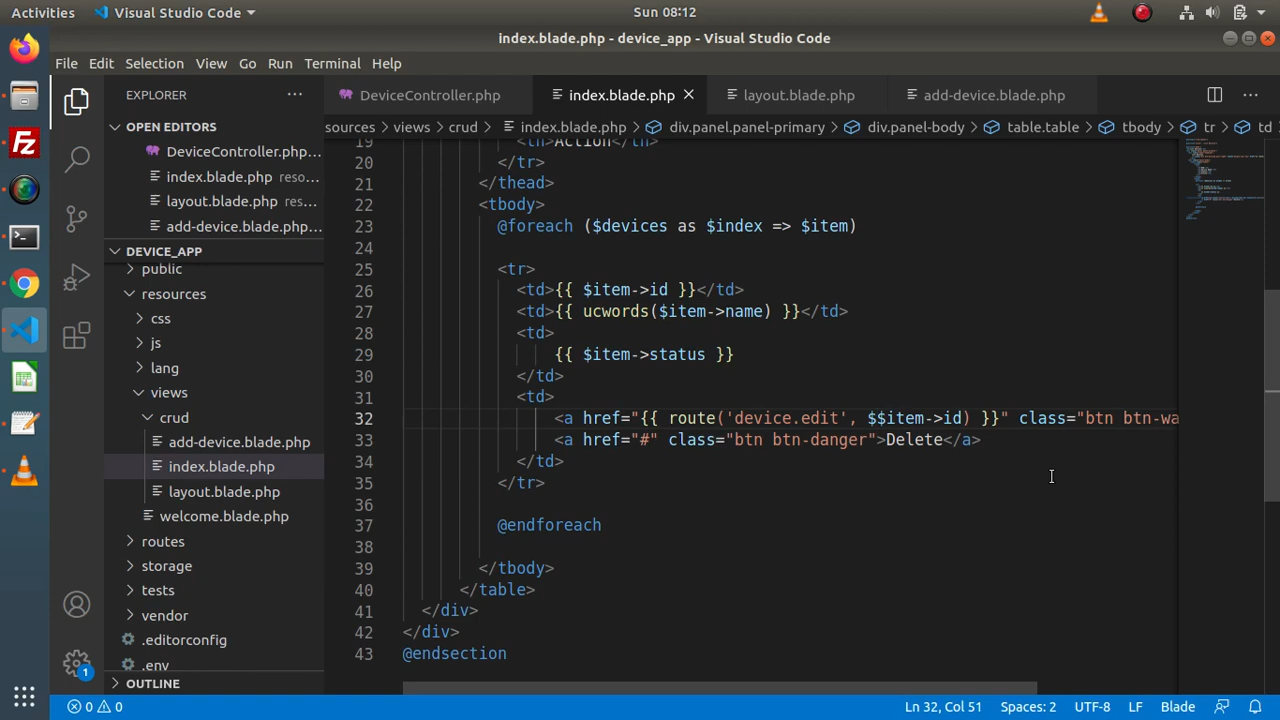 Activities Visual Studio Code Sun 08:12
index.blade.php - device_app - Visual Studio Code
File Edit Selection View Go Run Terminal Help
EXPLORER ... DeviceController.php index.blade.php layout.blade.php add-device.blade.php ...
OPEN EDITORS
DeviceController.php...
index.blade.php reso...
layout.blade.php res...
add-device.blade.php...
DEVICE_APP
public
resources
css
js
lang
views
crud
add-device.blade.php
index.blade.php
layout.blade.php
welcome.blade.php
routes
storage
tests
vendor
.editorconfig
.env
OUTLINE
1
sources > views > crud > index.blade.php > div.panel.panel-primary > div.panel-body > table.table > tbody > tr > td
19 <th>Action</th>
20 </tr>
21 </thead>
22 <tbody>
23 @foreach ($devices as $index => $item)
24
25 <tr>
26 <td>{{ $item->id }}</td>
27 <td>{{ ucwords($item->name) }}</td>
28 <td>
29 {{ $item->status }}
30 </td>
31 <td>
32 <a href="{{ route('device.edit', $$item->id) }}" class="btn btn-wa
33 <a href="#" class="btn btn-danger">Delete</a>
34 </td>
35 </tr>
36
37 @endforeach
38
39 </tbody>
40 </table>
41 </div>
42 </div>
43 @endsection
0 0 Ln 32, Col 51 Spaces: 2 UTF-8 LF Blade